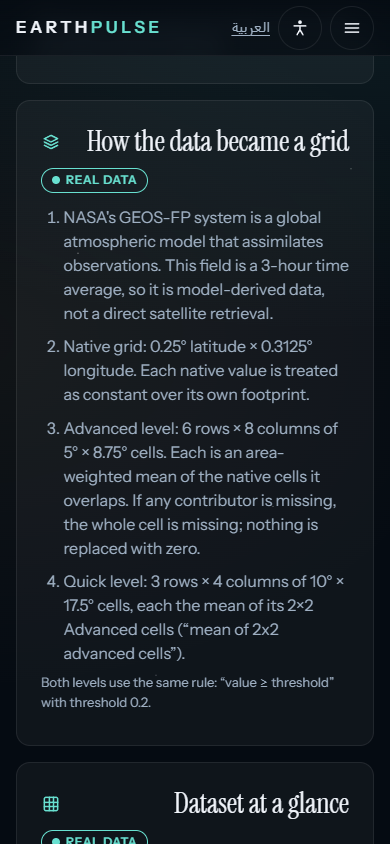 EARTHPULSE
العربية
How the data became a grid
REAL DATA
1. NASA's GEOS-FP system is a global
atmospheric model that assimilates
observations. This field is a 3-hour time
average, so it is model-derived data,
not a direct satellite retrieval.
2. Native grid: 0.25° latitude × 0.3125°
longitude. Each native value is treated
as constant over its own footprint.
3. Advanced level: 6 rows × 8 columns of
5° × 8.75° cells. Each is an area-
weighted mean of the native cells it
overlaps. If any contributor is missing,
the whole cell is missing; nothing is
replaced with zero.
4. Quick level: 3 rows × 4 columns of 10° ×
17.5° cells, each the mean of its 2×2
Advanced cells (“mean of 2x2
advanced cells”).
Both levels use the same rule: “value ≥ threshold”
with threshold 0.2.
Dataset at a glance
REAL DATA